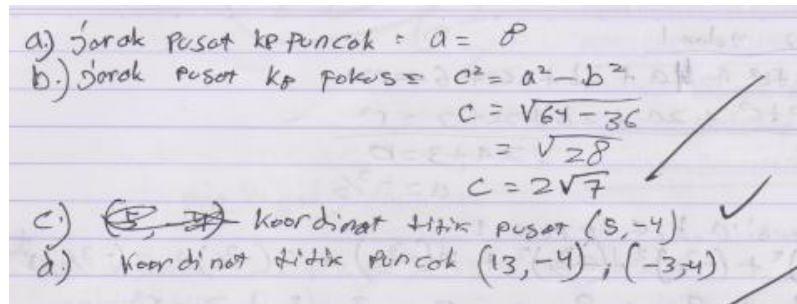 a.) Jarak Pusat ke Puncak : a = 8
b.) Jarak Pusat ke Fokus = c² = a² - b²
c = √64 - 36
= √28
c = 2√7
c.) Koordinat titik pusat (5, -4)
d.) Koordinat titik Puncak (13, -4) ; (-3, 4)